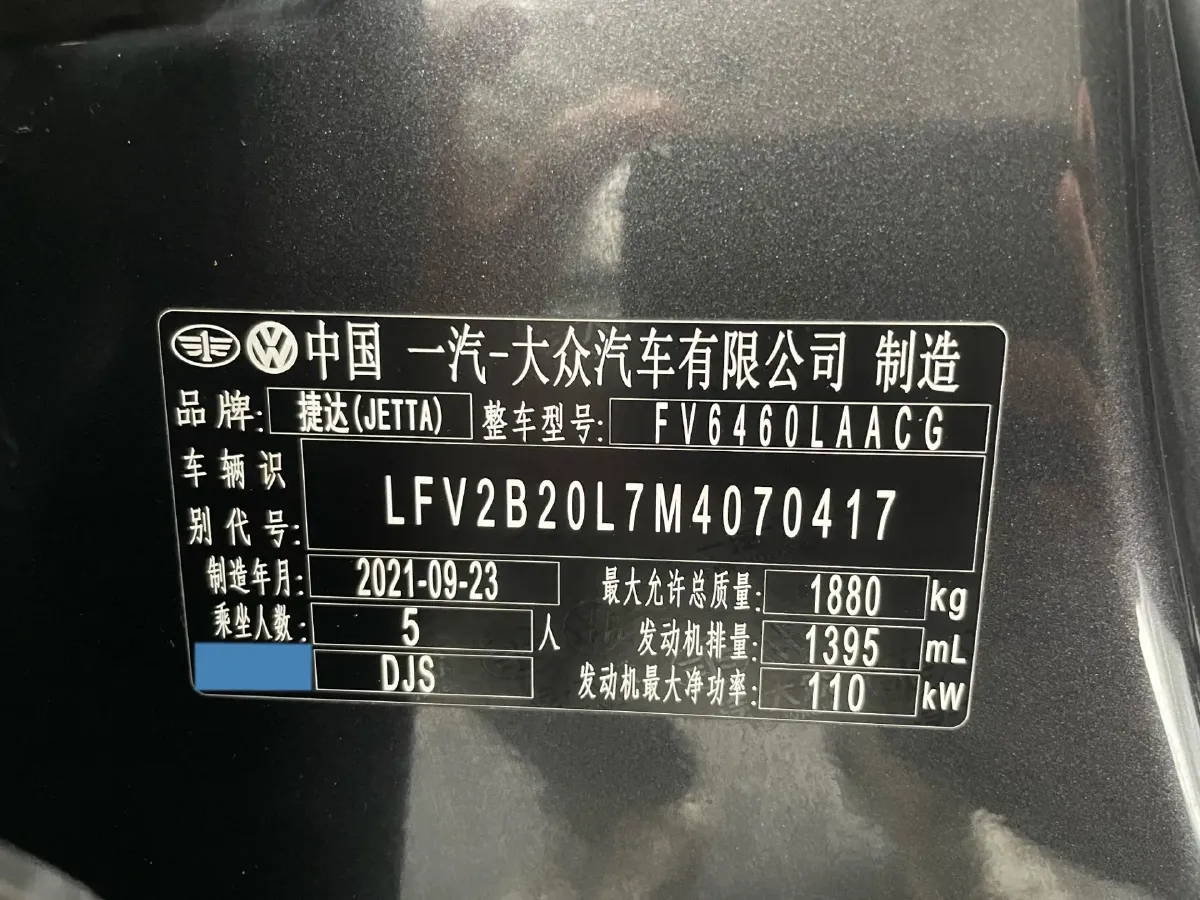 中国 一汽-大众汽车有限公司 制造
品牌: 捷达(JETTA) 整车型号: FV6460LAACG
车辆识别代号: LFV2B20L7M4070417
制造年月: 2021-09-23 最大允许总质量: 1880 kg
乘坐人数: 5 人 发动机排量: 1395 mL
DJS 发动机最大净功率: 110 kW